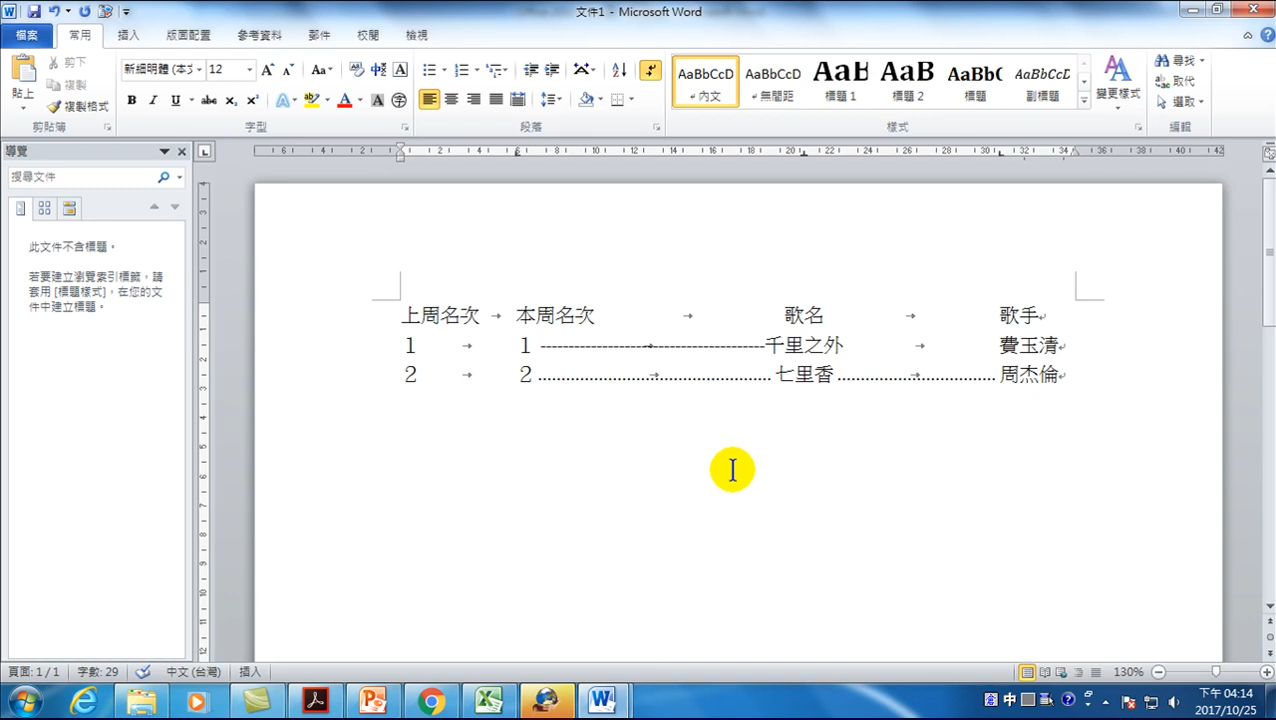 文件1 - Microsoft Word
檔案 常用 插入 版面配置 參考資料 郵件 校閱 檢視
貼上 剪下 複製 複製格式 剪貼簿
新細明體 (本文 12 字型
段落
AaBbCcD 內文 AaBbCcD 無間距 AaBb 標題 1 AaB 標題 2 AaBbC 標題 AaBbCcD 副標題 樣式
變更樣式 尋找 取代 選取 編輯
導覽
搜尋文件
此文件不含標題。
若要建立瀏覽索引標籤，請
套用 [標題樣式]，在您的文
件中建立標題。
上周名次 → 本周名次 → 歌名 → 歌手
1 → 1 ---------------------→--------------------- 千里之外 → 費玉清
2 → 2 .........................→......................... 七里香 .................→................. 周杰倫
頁面: 1 / 1 字數: 29 中文 (台灣) 插入 130%
中 下午 04:14
2017/10/25